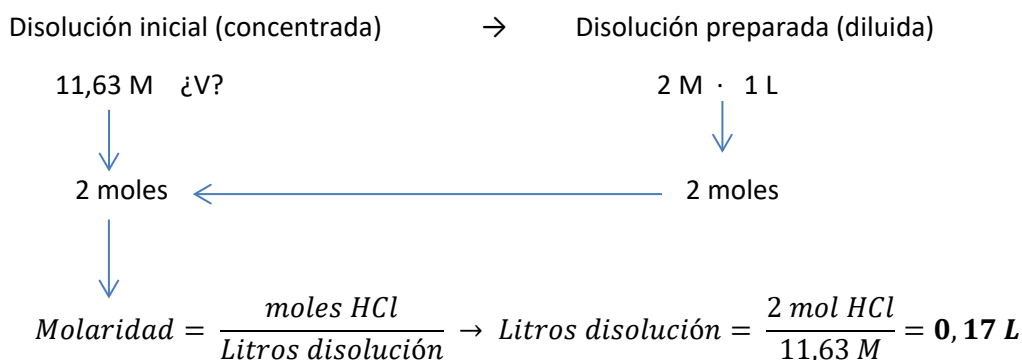 Disolución inicial (concentrada) → Disolución preparada (diluida)
11,63 M ¿V? 2 M · 1 L
2 moles 2 moles
Molaridad = moles HCl / Litros disolución → Litros disolución = 2 mol HCl / 11,63 M = 0,17 L